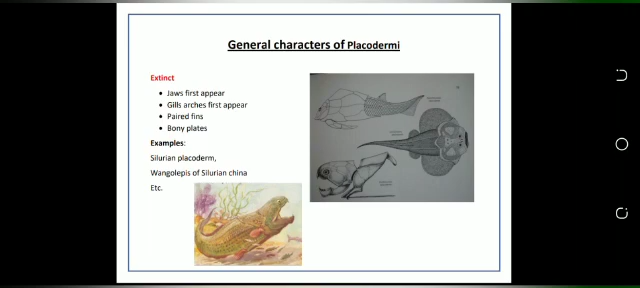 General characters of Placodermi
Extinct
• Jaws first appear
• Gills arches first appear
• Paired fins
• Bony plates
Examples:
Silurian placoderm,
Wangolepis of Silurian china
Etc.